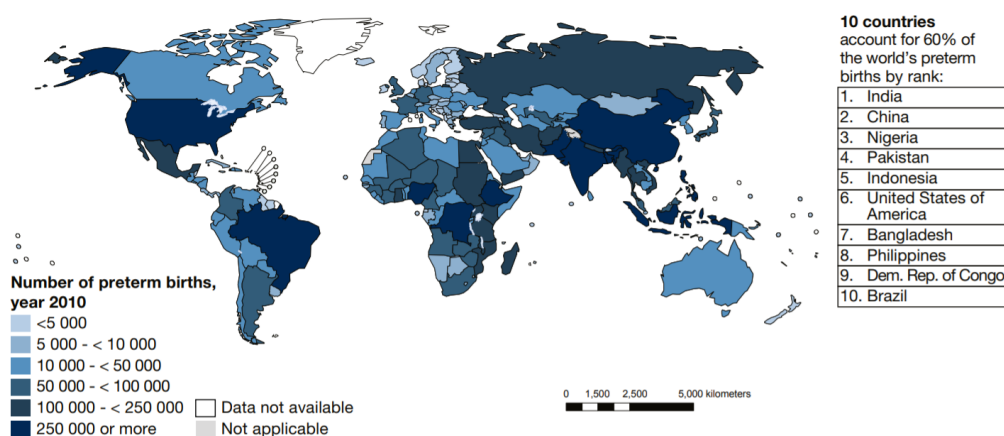 10 countries
account for 60% of
the world's preterm
births by rank:
1. India
2. China
3. Nigeria
4. Pakistan
5. Indonesia
6. United States of
America
7. Bangladesh
8. Philippines
9. Dem. Rep. of Congo
10. Brazil
Number of preterm births,
year 2010
<5 000
5 000 - < 10 000
10 000 - < 50 000
50 000 - < 100 000
100 000 - < 250 000
250 000 or more
Data not available
Not applicable
0 1,500 2,500 5,000 kilometers